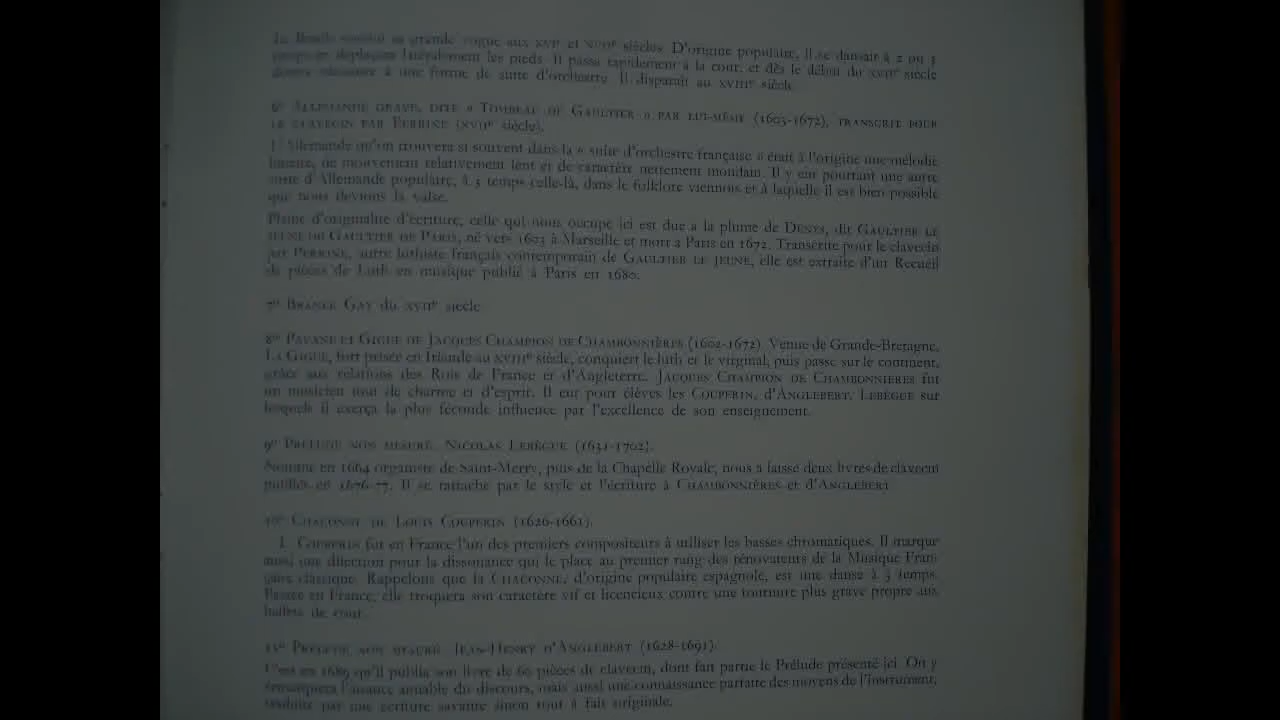 Le Branle connut sa grande vogue aux XVIe et XVIIe siècles. D'origine populaire, il se dansait à 2 ou 3
temps en déplaçant latéralement les pieds. Il passa rapidement à la cour, et dès le début du XVIIe siècle
donna naissance à une forme de suite d'orchestre. Il disparaît au XVIIIe siècle.
6° ALLEMANDE GRAVE, DITE « TOMBEAU DE GAULTIER » PAR LUI-MÊME (1603-1672), TRANSCRIT POUR
LE CLAVECIN PAR PERRINE (XVIIe siècle).
L'Allemande qu'on trouvera si souvent dans la « suite d'orchestre française » était à l'origine une mélodie
de mouvement relativement lent et de caractère nettement mondain. Il y eut pourtant une autre
sorte d'Allemande populaire, à 3 temps celle-là, dans le folklore viennois et à laquelle il est bien possible
que nous devions la valse.
Pleine d'originalité d'écriture, celle qui nous occupe ici est due à la plume de DENYS, dit GAULTIER LE
JEUNE ou GAULTIER DE PARIS, né vers 1603 à Marseille et mort à Paris en 1672. Transcrite pour le clavecin
par PERRINE, autre luthiste français contemporain de GAULTIER LE JEUNE, elle est extraite d'un Recueil
de pièces de Luth en musique publié à Paris en 1680.
7° BRANLE GAY du XVIIe siècle.
8° PAVANE ET GIGUE DE JACQUES CHAMPION DE CHAMBONNIÈRES (1602-1672). Venue de Grande-Bretagne,
LA GIGUE, fort prisée en Irlande au XVIIIe siècle, conquiert le luth et le virginal, puis passe sur le continent,
grâce aux relations des Rois de France et d'Angleterre. JACQUES CHAMPION DE CHAMBONNIÈRES fut
un musicien tout de charme et d'esprit. Il eut pour élèves les COUPERIN, d'ANGLEBERT, LEBÈGUE sur
lesquels il exerça la plus féconde influence par l'excellence de son enseignement.
9° PRÉLUDE NON MESURÉ. NICOLAS LEBÈGUE (1631-1702).
Nommé en 1664 organiste de Saint-Merry, puis de la Chapelle Royale, nous a laissé deux livres de clavecin
publiés en 1676-77. Il se rattache par le style et l'écriture à CHAMBONNIÈRES et d'ANGLEBERT.
10° CHACONNE DE LOUIS COUPERIN (1626-1661).
L. COUPERIN fut en France l'un des premiers compositeurs à utiliser les basses chromatiques. Il marque
aussi une dilection pour la dissonance qui le place au premier rang des rénovateurs de la Musique Fran-
çaise classique. Rappelons que la CHACONNE, d'origine populaire espagnole, est une danse à 3 temps.
Passée en France, elle troquera son caractère vif et licencieux contre une tournure plus grave propre aux
ballets de cour.
11° PRÉLUDE NON MESURÉ. JEAN-HENRY D'ANGLEBERT (1628-1691).
C'est en 1689 qu'il publia son livre de 60 pièces de clavecin, dont fait partie le Prélude présenté ici. On y
remarquera l'aisance aimable du discours, mais aussi une connaissance parfaite des moyens de l'instrument,
traduite par une écriture savante sinon tout à fait originale.